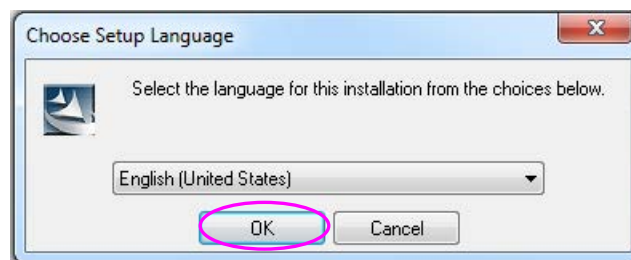 Choose Setup Language
Select the language for this installation from the choices below.
English (United States)
OK
Cancel